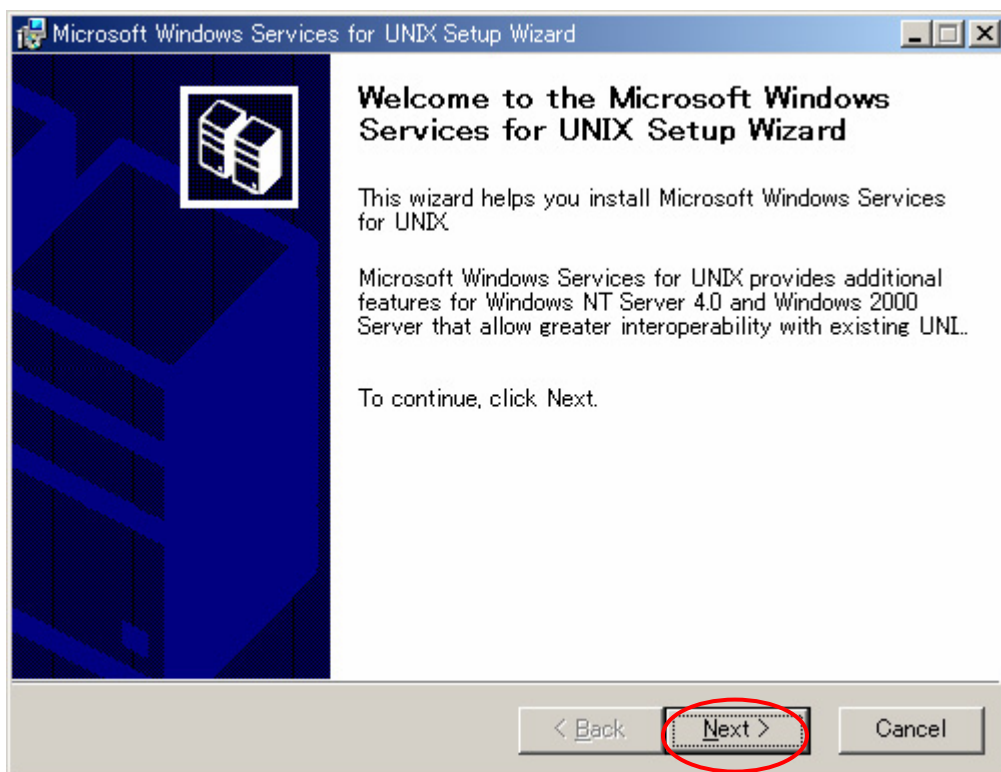 Microsoft Windows Services for UNIX Setup Wizard
Welcome to the Microsoft Windows
Services for UNIX Setup Wizard
This wizard helps you install Microsoft Windows Services
for UNIX.
Microsoft Windows Services for UNIX provides additional
features for Windows NT Server 4.0 and Windows 2000
Server that allow greater interoperability with existing UNI..
To continue, click Next.
< Back Next > Cancel